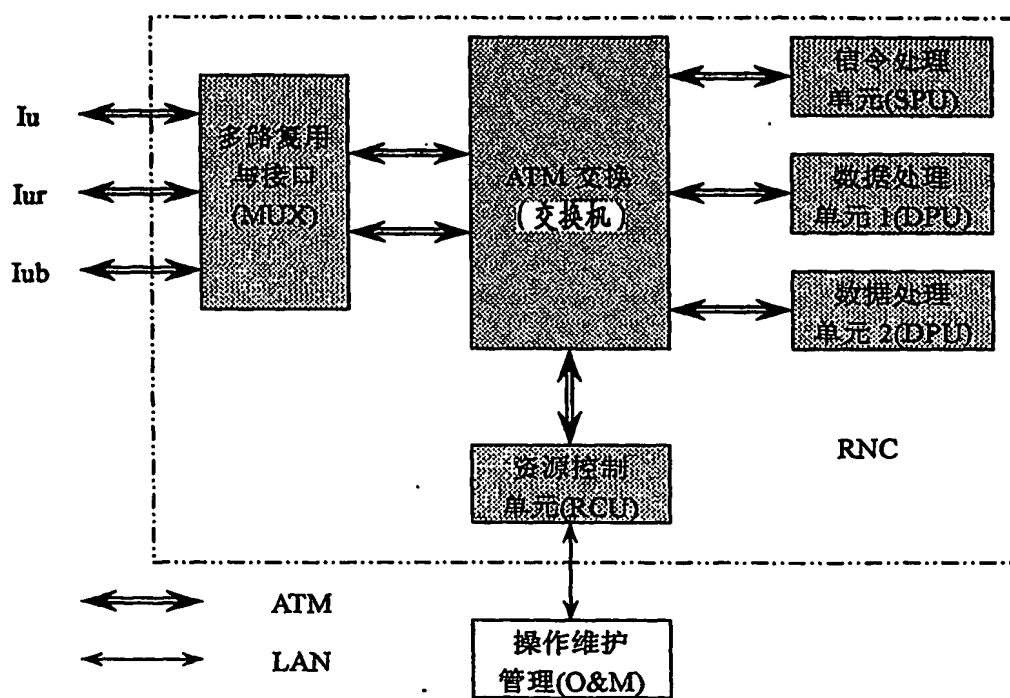 Iu
Iur
Iub
多路复用
与接口
(MUX)
ATM 交换
(交换机)
信令处理
单元(SPU)
数据处理
单元 1(DPU)
数据处理
单元 2(DPU)
资源控制
单元(RCU)
RNC
ATM
LAN
操作维护
管理(O&M)